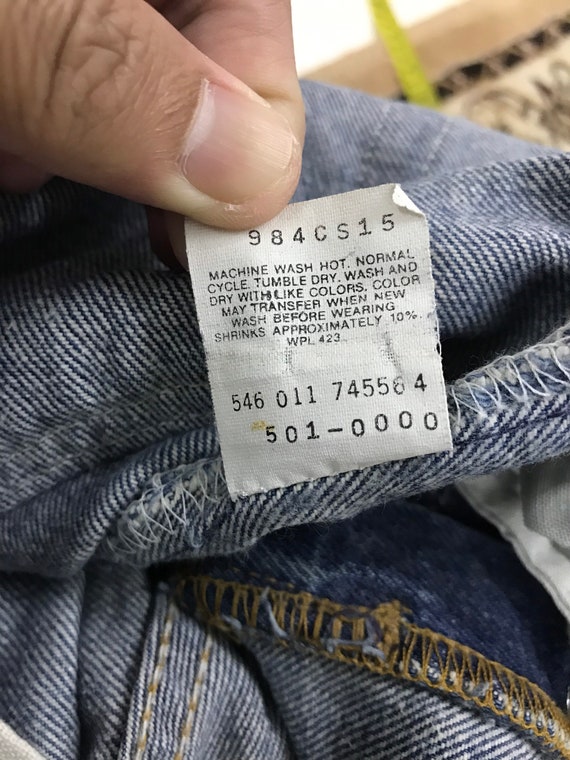 984CS15
MACHINE WASH HOT, NORMAL
CYCLE, TUMBLE DRY, WASH AND
DRY WITH LIKE COLORS, COLOR
MAY TRANSFER WHEN NEW
WASH BEFORE WEARING
SHRINKS APPROXIMATELY 10%.
WPL 423
546 011 745564
501-0000